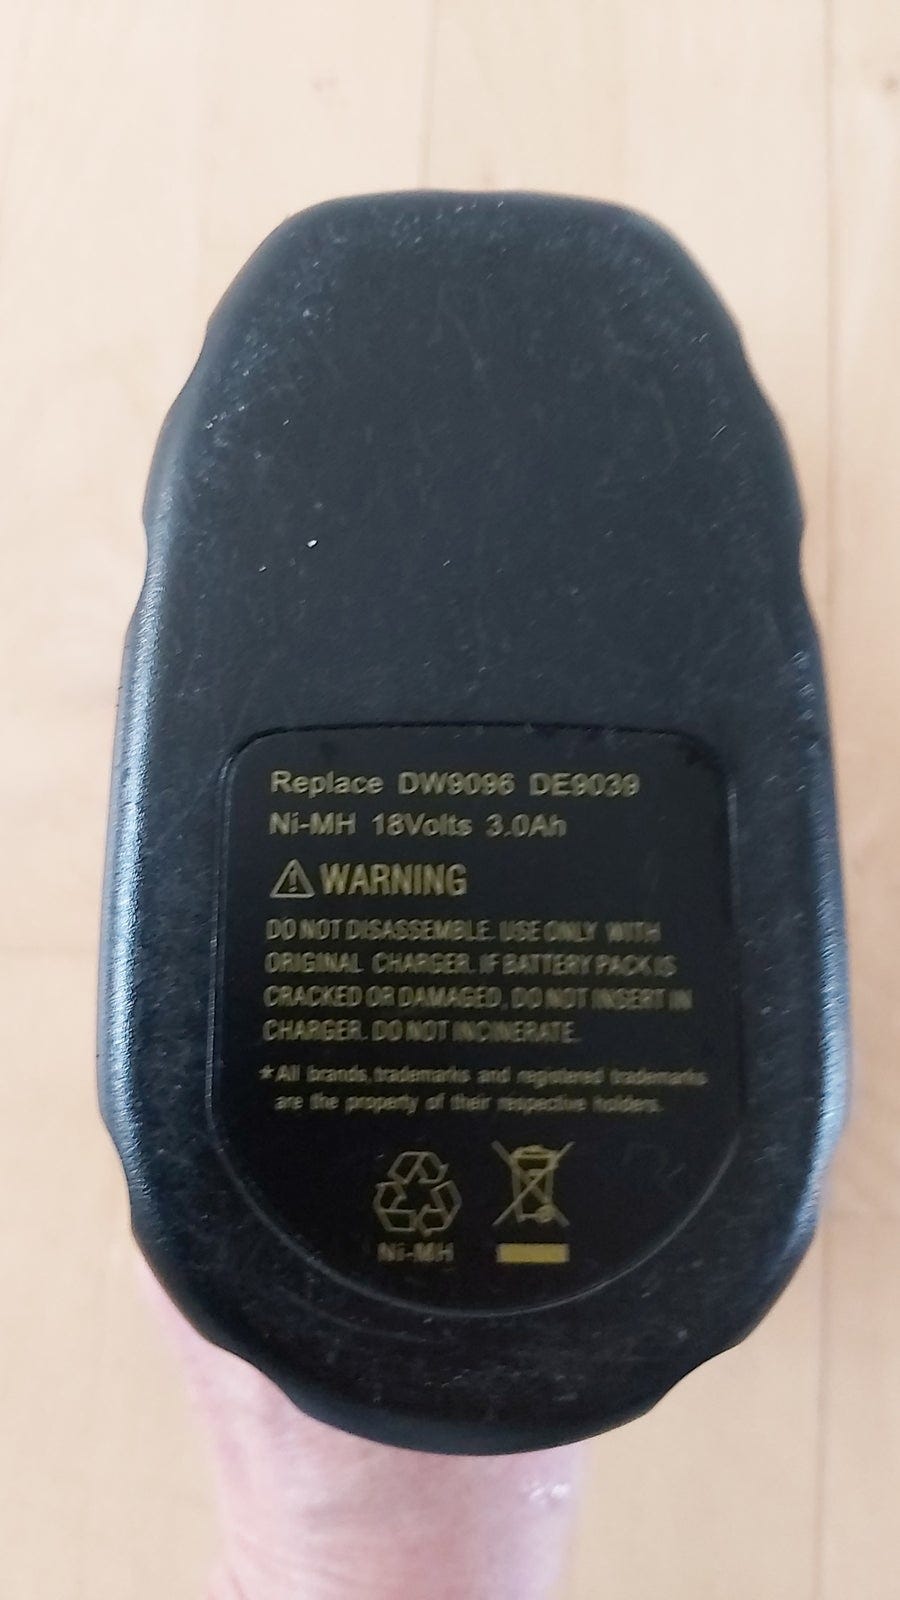 Replace DW9096 DE9039
Ni-MH 18Volts 3.0Ah
WARNING
DO NOT DISASSEMBLE. USE ONLY WITH
ORIGINAL CHARGER. IF BATTERY PACK IS
CRACKED OR DAMAGED, DO NOT INSERT IN
CHARGER. DO NOT INCINERATE.
*All brands, trademarks and registered trademarks
are the property of their respective holders.
Ni-MH